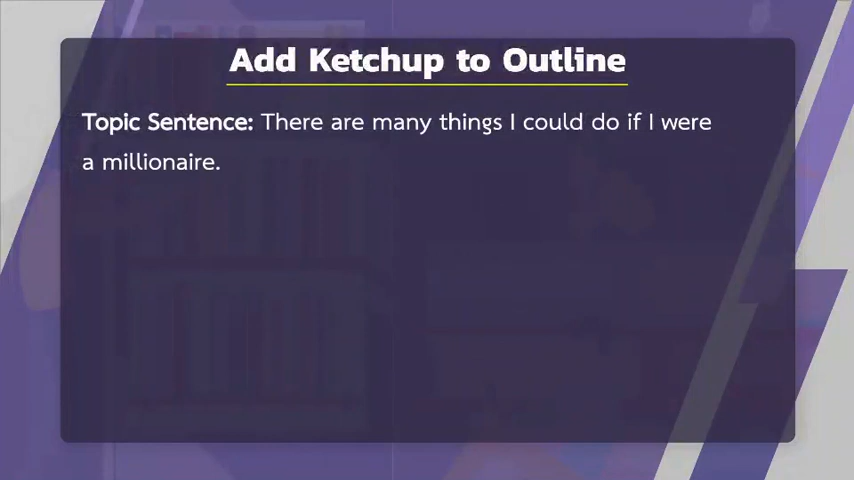 Add Ketchup to Outline
Topic Sentence: There are many things I could do if I were
a millionaire.